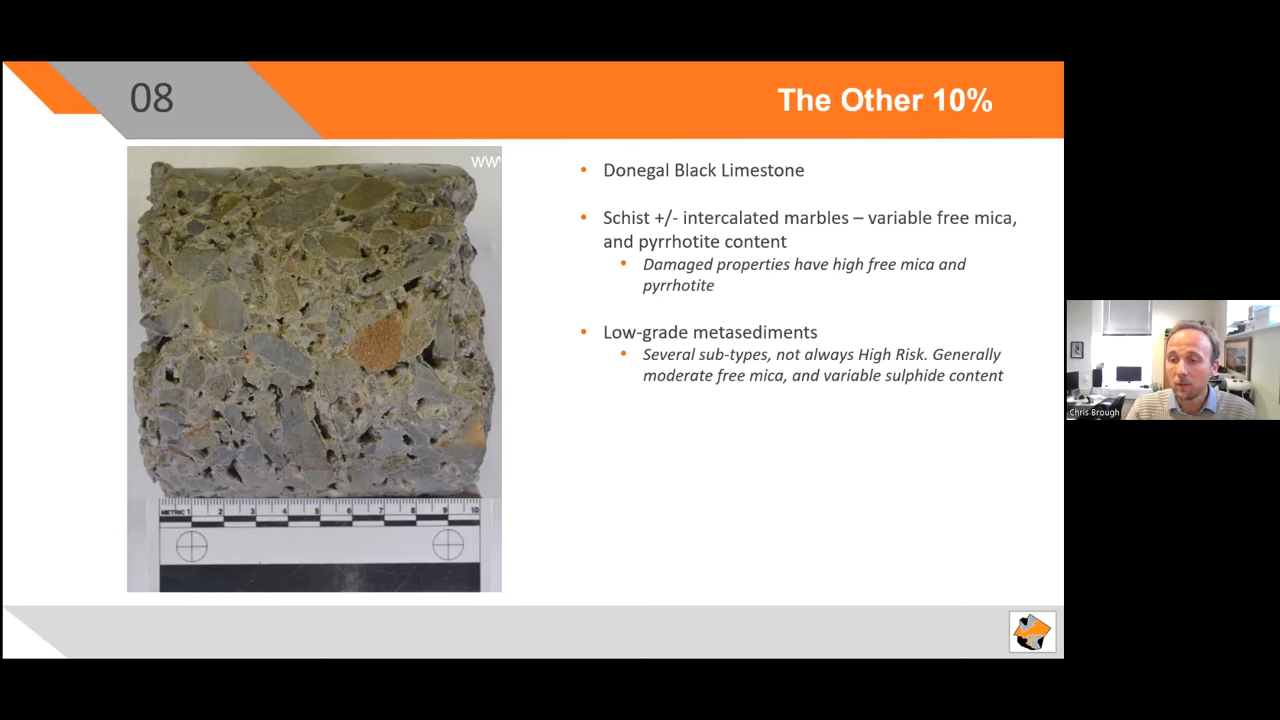 08
The Other 10%
WW
• Donegal Black Limestone
• Schist +/- intercalated marbles – variable free mica,
and pyrrhotite content
• Damaged properties have high free mica and
pyrrhotite
• Low-grade metasediments
• Several sub-types, not always High Risk. Generally
moderate free mica, and variable sulphide content
METRIC 1 2 3 4 5 6 7 8 9 10
Chris Brough